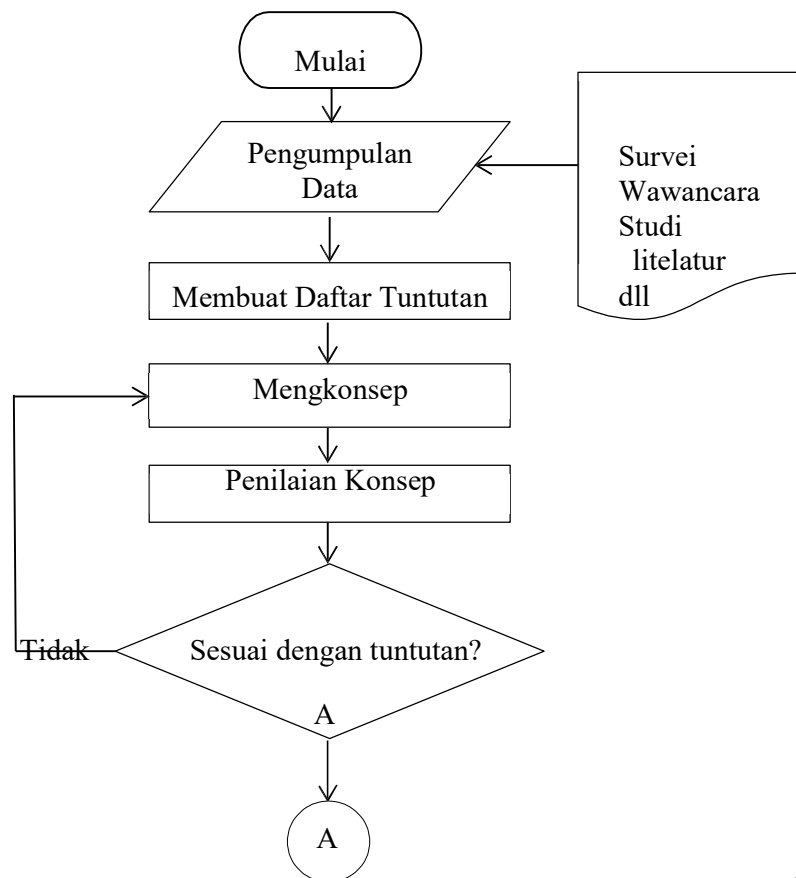 Mulai
Pengumpulan
Data
Survei
Wawancara
Studi
litelatur
dll
Membuat Daftar Tuntutan
Mengkonsep
Penilaian Konsep
Tidak
Sesuai dengan tuntutan?
A
A